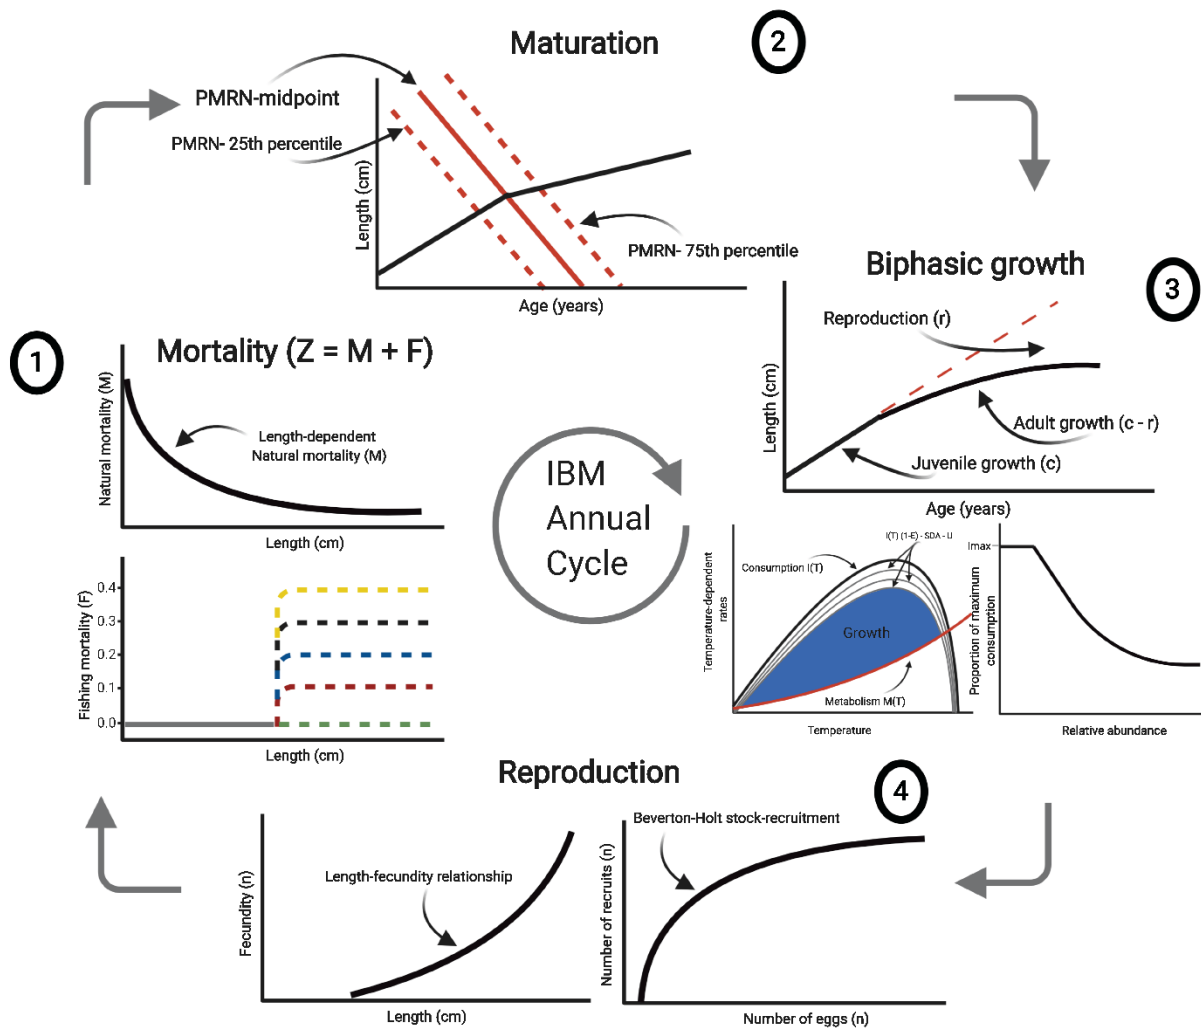 Maturation
2
PMRN-midpoint
PMRN- 25th percentile
PMRN- 75th percentile
Length (cm)
Age (years)
Biphasic growth
3
Reproduction (r)
Adult growth (c - r)
Juvenile growth (c)
Length (cm)
Age (years)
1
Mortality (Z = M + F)
Natural mortality (M)
Length-dependent
Natural mortality (M)
Length (cm)
IBM
Annual
Cycle
Fishing mortality (F)
0.4
0.3
0.2
0.1
0.0
Length (cm)
Temperature-dependent
rates
Consumption I(T)
I(T) (1-E) - SDA - U
Growth
Metabolism M(T)
Temperature
Proportion of maximum
consumption
Imax
Relative abundance
Reproduction
4
Fecundity (n)
Length-fecundity relationship
Length (cm)
Beverton-Holt stock-recruitment
Number of recruits (n)
Number of eggs (n)